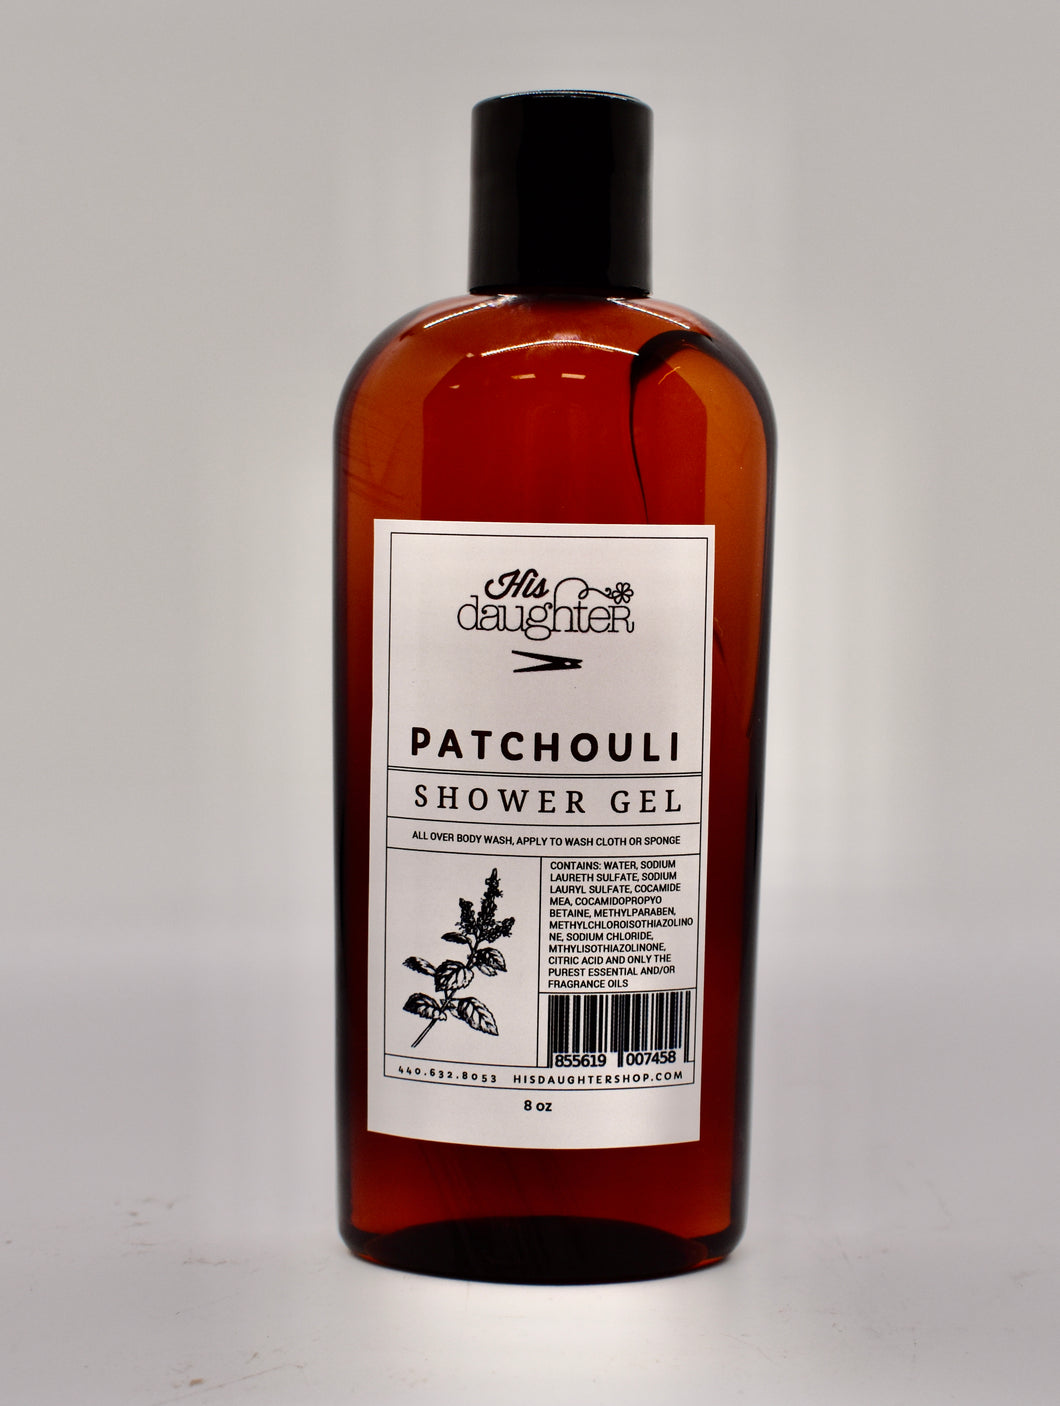 His
daughteR
PATCHOULI
SHOWER GEL
ALL OVER BODY WASH, APPLY TO WASH CLOTH OR SPONGE
CONTAINS: WATER, SODIUM
LAURETH SULFATE, SODIUM
LAURYL SULFATE, COCAMIDE
MEA, COCAMIDOPROPYO
BETAINE, METHYLPARABEN,
METHYLCHLOROISOTHIAZOLINO
NE, SODIUM CHLORIDE,
MTHYLISOTHIAZOLINONE,
CITRIC ACID AND ONLY THE
PUREST ESSENTIAL AND/OR
FRAGRANCE OILS
855619 007458
440.632.8053 HISDAUGHTERSHOP.COM
8 oz